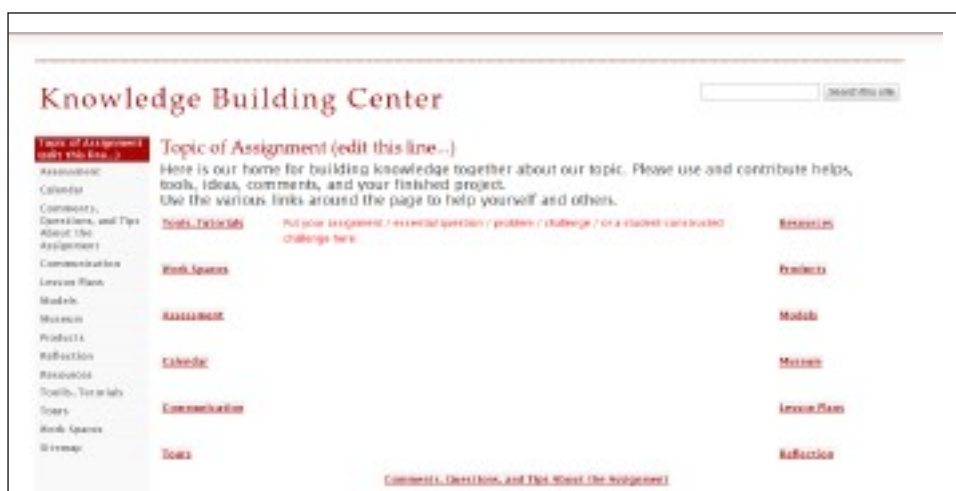 Knowledge Building Center
Search this site
Topic of Assignment
(edit this line...)
Assessment
Calendar
Comments,
Questions, and Tips
About the
Assignment
Communication
Lesson Plans
Models
Museum
Products
Reflection
Resources
Tours
Work Spaces
Sitemap
Topic of Assignment (edit this line...)
Here is our home for building knowledge together about our topic. Please use and contribute helps,
tools, ideas, comments, and your finished project.
Use the various links around the page to help yourself and others.
Tools, Tutorials
Put your assignment / essential question / problem / challenge / or a student-constructed
challenge here.
Resources
Work Spaces
Products
Assessment
Models
Calendar
Museum
Communication
Lesson Plans
Tours
Reflection
Comments, Questions, and Tips About the Assignment